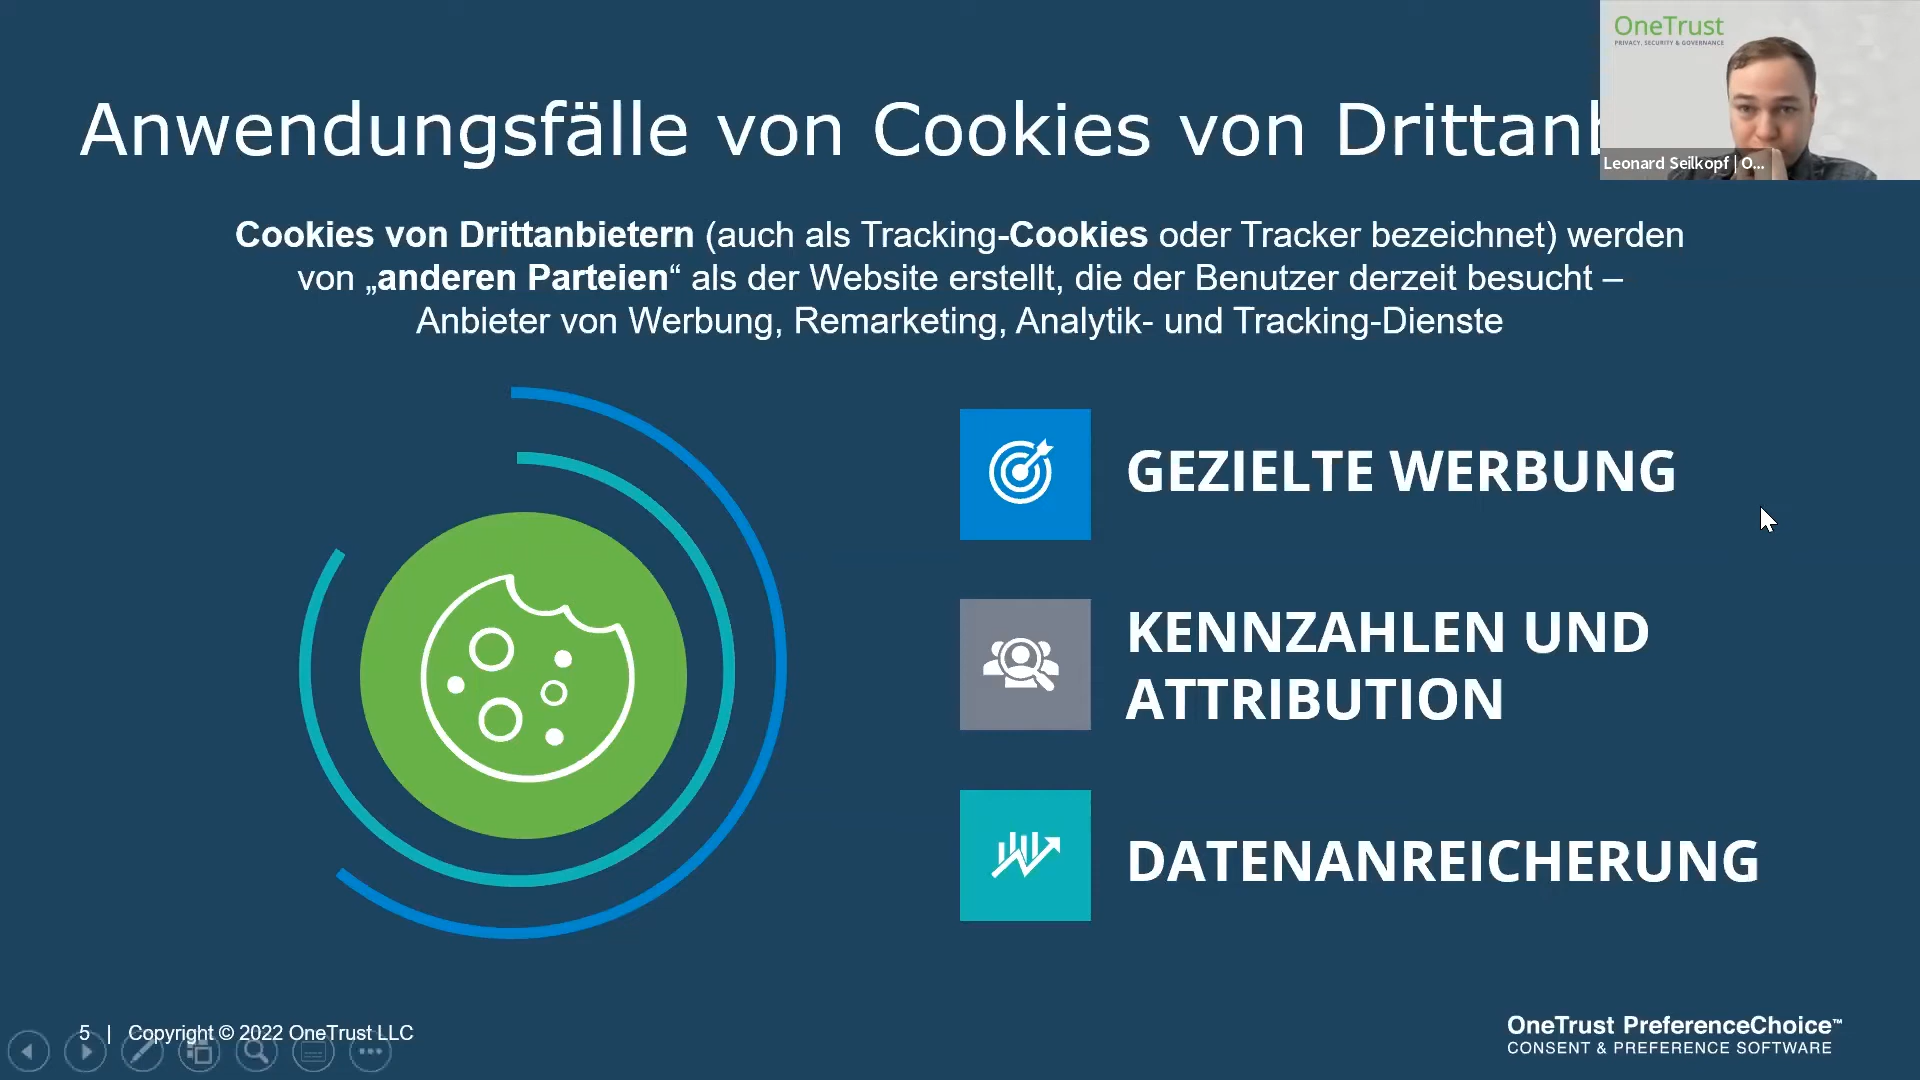 OneTrust
PRIVACY, SECURITY & GOVERNANCE
Leonard Seilkopf | O...
Anwendungsfälle von Cookies von Drittanb
Cookies von Drittanbietern (auch als Tracking-Cookies oder Tracker bezeichnet) werden
von „anderen Parteien“ als der Website erstellt, die der Benutzer derzeit besucht –
Anbieter von Werbung, Remarketing, Analytik- und Tracking-Dienste
GEZIELTE WERBUNG
KENNZAHLEN UND
ATTRIBUTION
DATENANREICHERUNG
5 | Copyright © 2022 OneTrust LLC
OneTrust PreferenceChoice™
CONSENT & PREFERENCE SOFTWARE